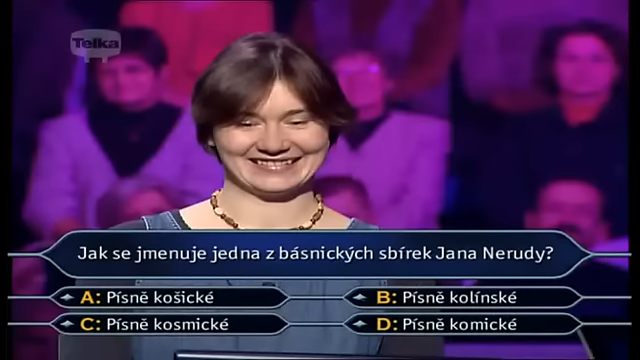 Telka
Jak se jmenuje jedna z básnických sbírek Jana Nerudy?
A: Písně košické
B: Písně kolínské
C: Písně kosmické
D: Písně komické